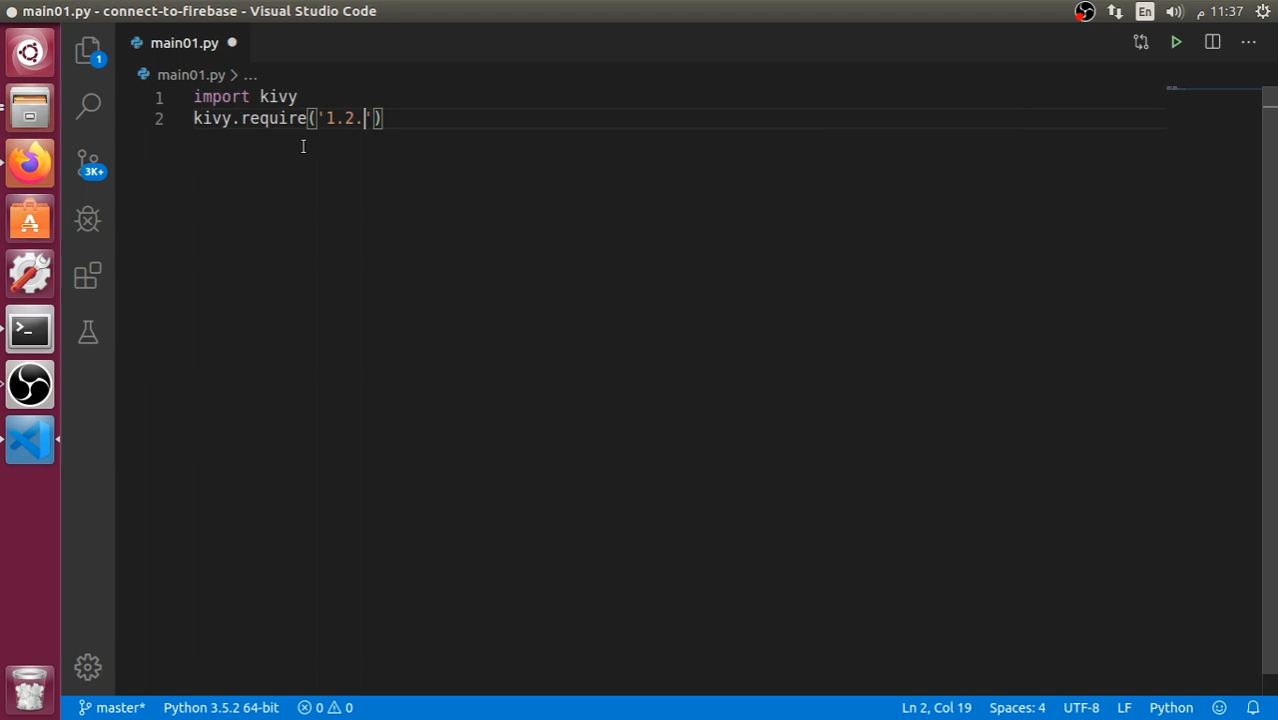 main01.py - connect-to-firebase - Visual Studio Code
En
11:37 م
1
main01.py
main01.py > ...
1 import kivy
2 kivy.require('1.2.')
3K+
master* Python 3.5.2 64-bit 0 0 Ln 2, Col 19 Spaces: 4 UTF-8 LF Python